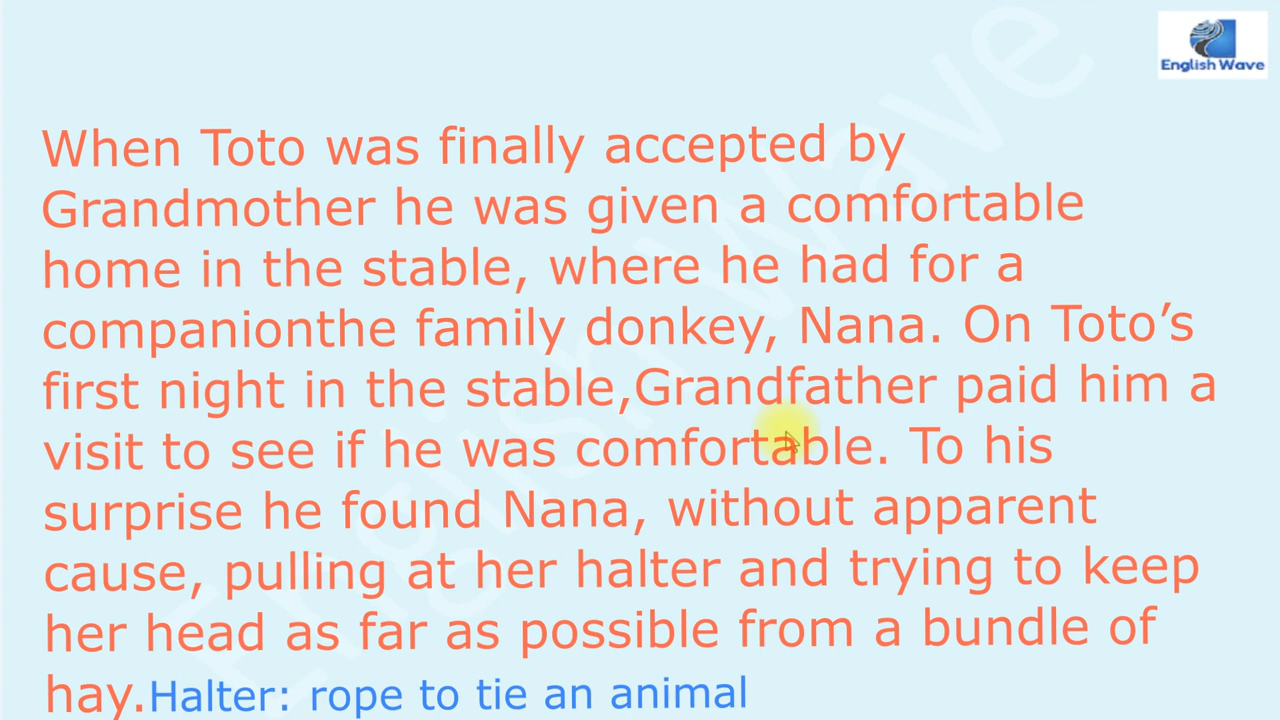 English Wave
When Toto was finally accepted by
Grandmother he was given a comfortable
home in the stable, where he had for a
companionthe family donkey, Nana. On Toto’s
first night in the stable,Grandfather paid him a
visit to see if he was comfortable. To his
surprise he found Nana, without apparent
cause, pulling at her halter and trying to keep
her head as far as possible from a bundle of
hay.Halter: rope to tie an animal
English Wave